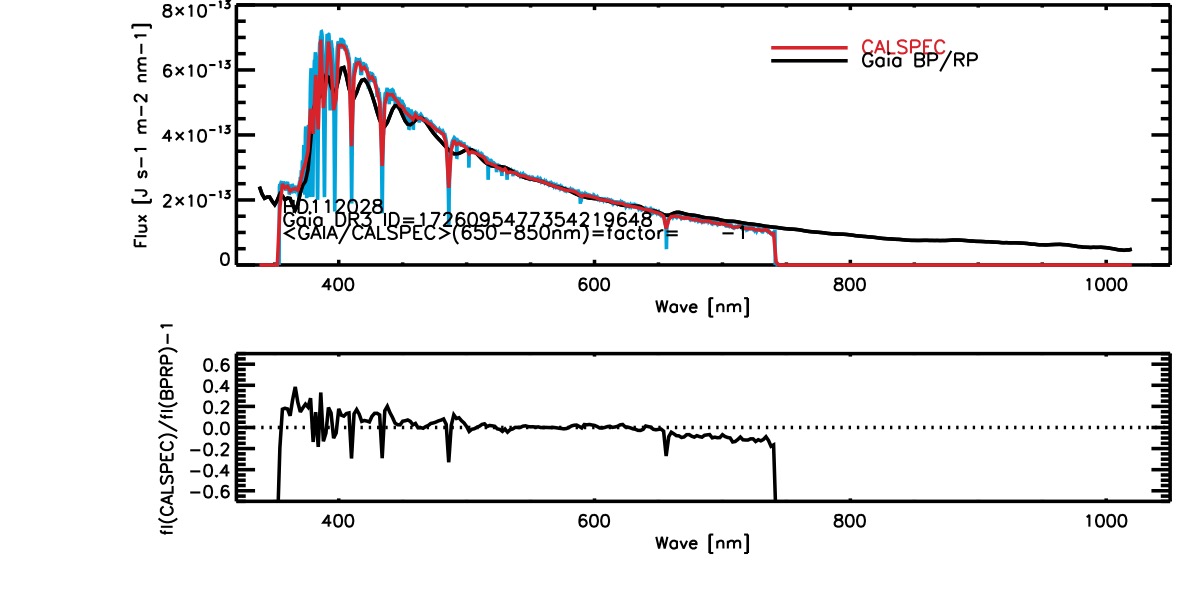 8×10−13
6×10−13
4×10−13
2×10−13
0
Flux [J s−1 m−2 nm−1]
CALSPEC
Gaia BP/RP
HD112028
Gaia DR3 ID=1726095477354219648
<GAIA/CALSPEC>(650−850nm)=factor= −1
400 600 800 1000
Wave [nm]
fl(CALSPEC)/fl(BPRP)−1
0.6
0.4
0.2
0.0
−0.2
−0.4
−0.6
400 600 800 1000
Wave [nm]